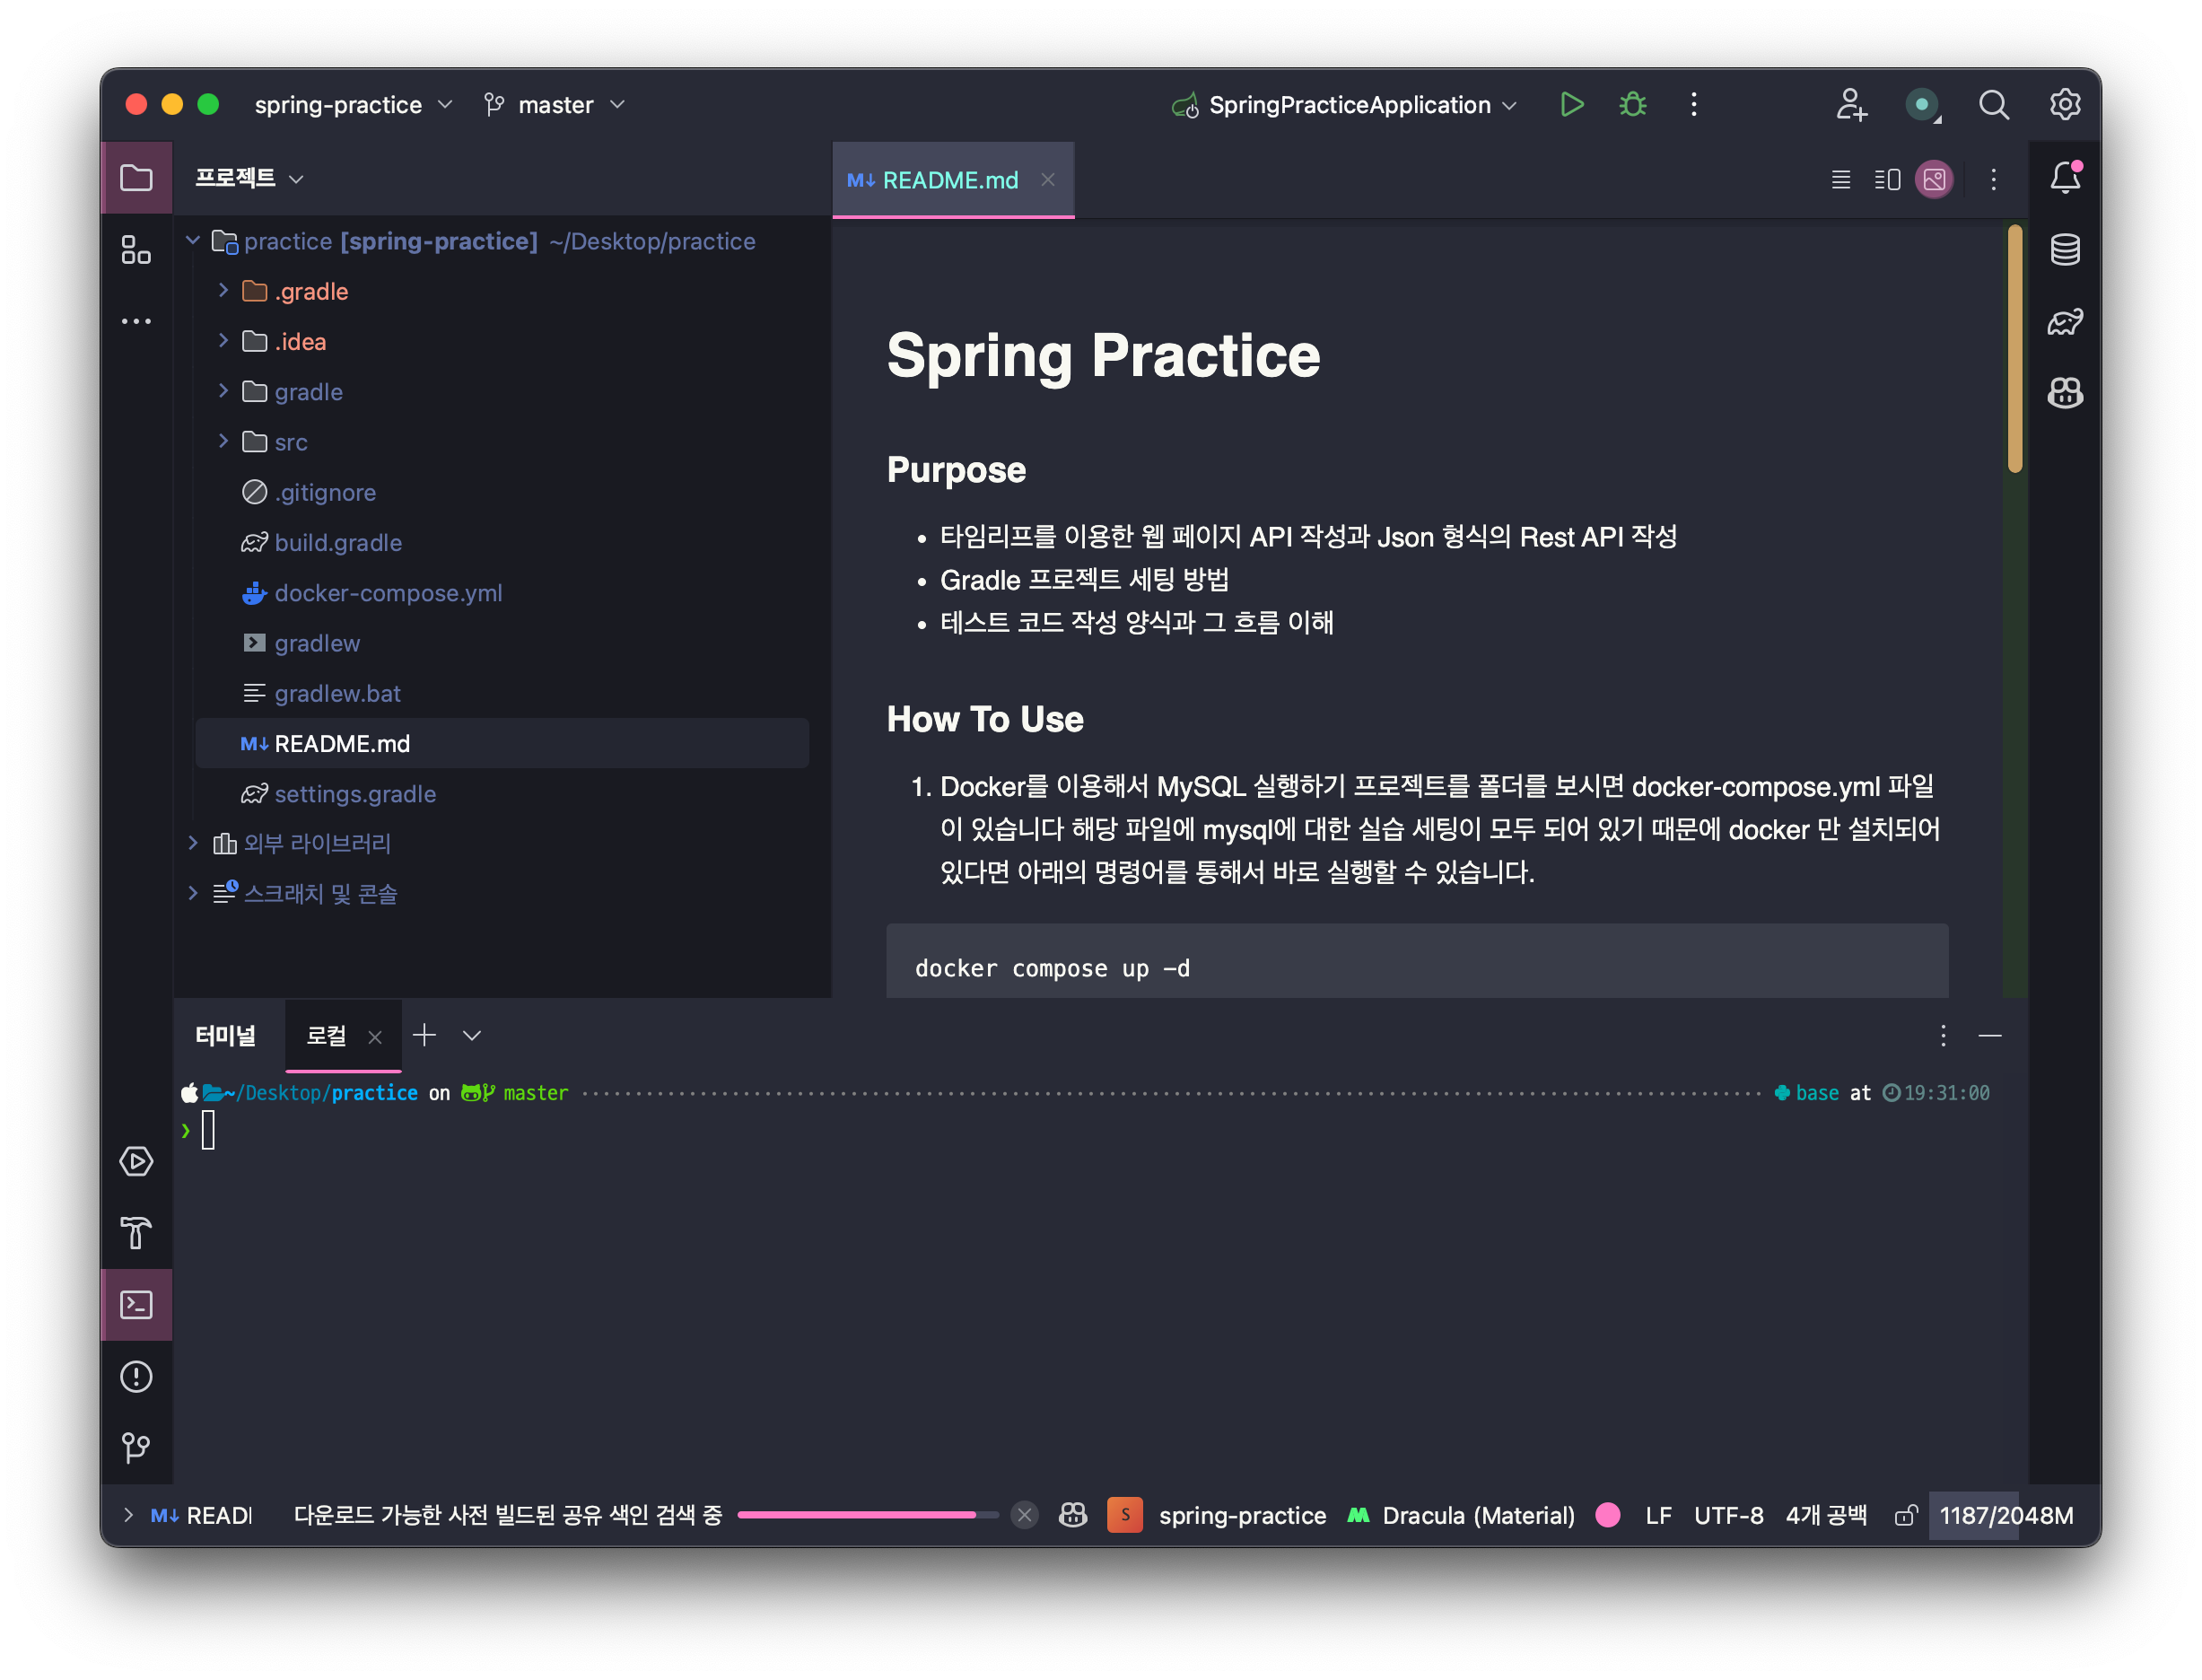 spring-practice
master
SpringPracticeApplication
프로젝트
README.md
practice [spring-practice] ~/Desktop/practice
.gradle
.idea
gradle
src
.gitignore
build.gradle
docker-compose.yml
gradlew
gradlew.bat
README.md
settings.gradle
외부 라이브러리
스크래치 및 콘솔
Spring Practice
Purpose
타임리프를 이용한 웹 페이지 API 작성과 Json 형식의 Rest API 작성
Gradle 프로젝트 세팅 방법
테스트 코드 작성 양식과 그 흐름 이해
How To Use
1. Docker를 이용해서 MySQL 실행하기 프로젝트를 폴더를 보시면 docker-compose.yml 파일
이 있습니다 해당 파일에 mysql에 대한 실습 세팅이 모두 되어 있기 때문에 docker 만 설치되어
있다면 아래의 명령어를 통해서 바로 실행할 수 있습니다.
docker compose up -d
터미널
로컬
~/Desktop/practice on master base at 19:31:00
READ
다운로드 가능한 사전 빌드된 공유 색인 검색 중
S
spring-practice
Dracula (Material)
LF
UTF-8
4개 공백
1187/2048M